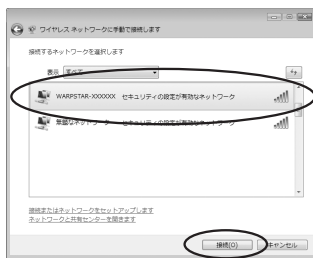 ワイヤレス ネットワークに手動で接続します
接続するネットワークを選択します
表示 すべて
WARPSTAR-XXXXXX セキュリティの設定が有効なネットワーク
無題なネットワーク セキュリティの設定が有効なネットワーク
接続またはネットワークをセットアップします
ネットワークと共有センターを開きます
接続(O) キャンセル